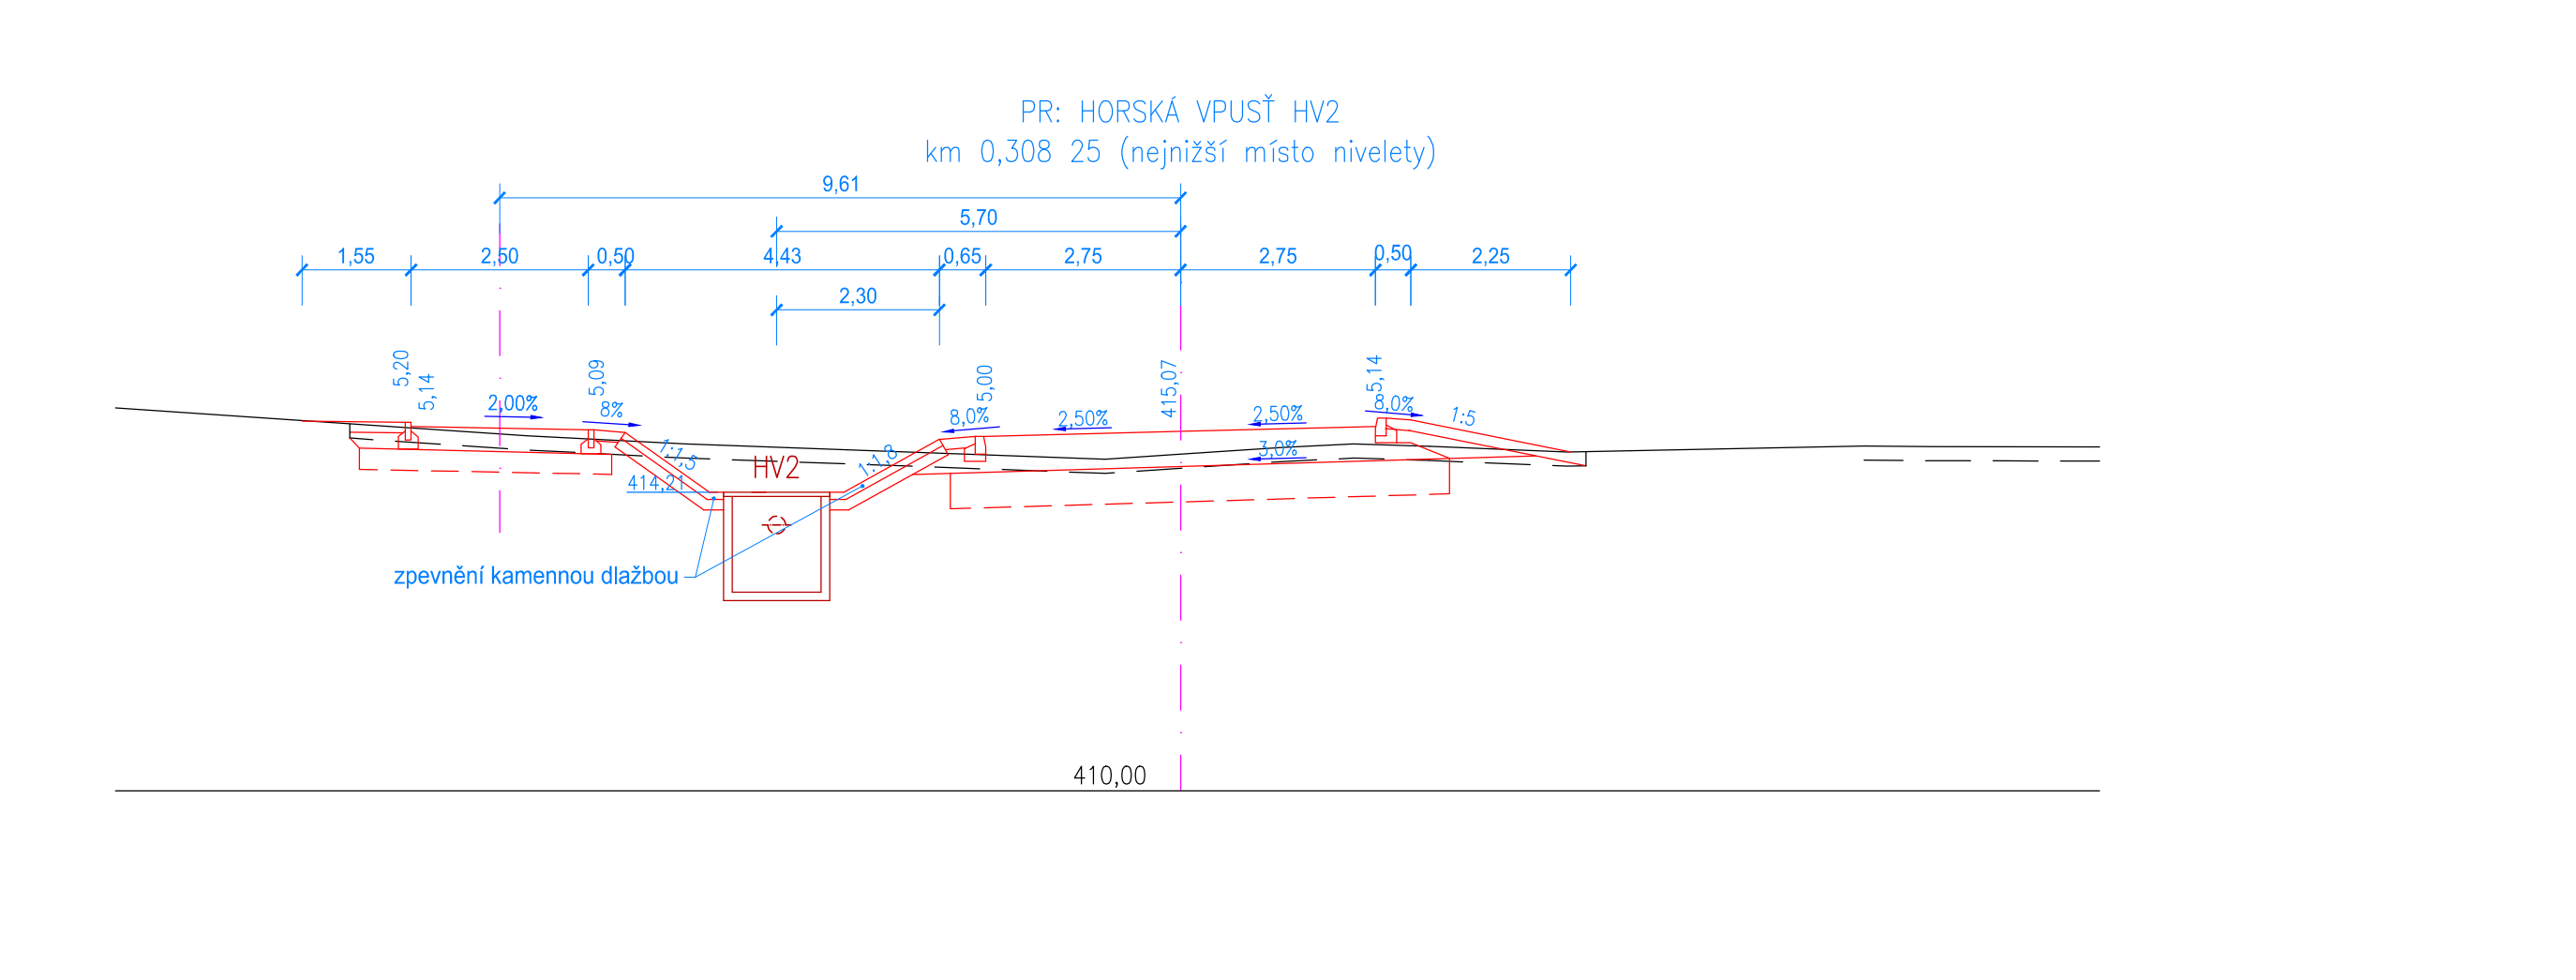 PR: HORSKÁ VPUSŤ HV2
km 0,308 25 (nejnižší místo nivelety)
9,61
5,70
1,55 2,50 0,50 4,43 0,65 2,75 2,75 0,50 2,25
2,30
5,20 5,14 5,09 5,00 415,07 5,14
2,00% 8% 8,0% 2,50% 2,50% 8,0% 1:5
1:1,5 HV2 1:1,8 3,0%
414,21
zpevnění kamennou dlažbou
410,00